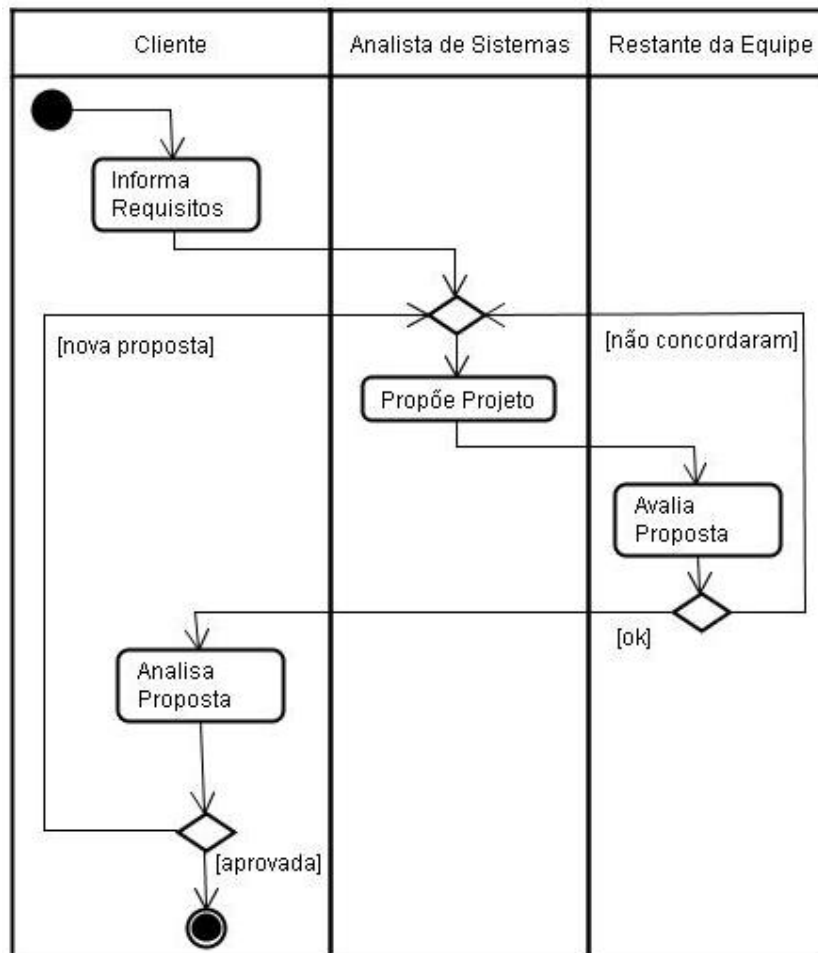 Cliente
Analista de Sistemas
Restante da Equipe
Informa
Requisitos
[nova proposta]
[não concordaram]
Propõe Projeto
Avalia
Proposta
[ok]
Analisa
Proposta
[aprovada]